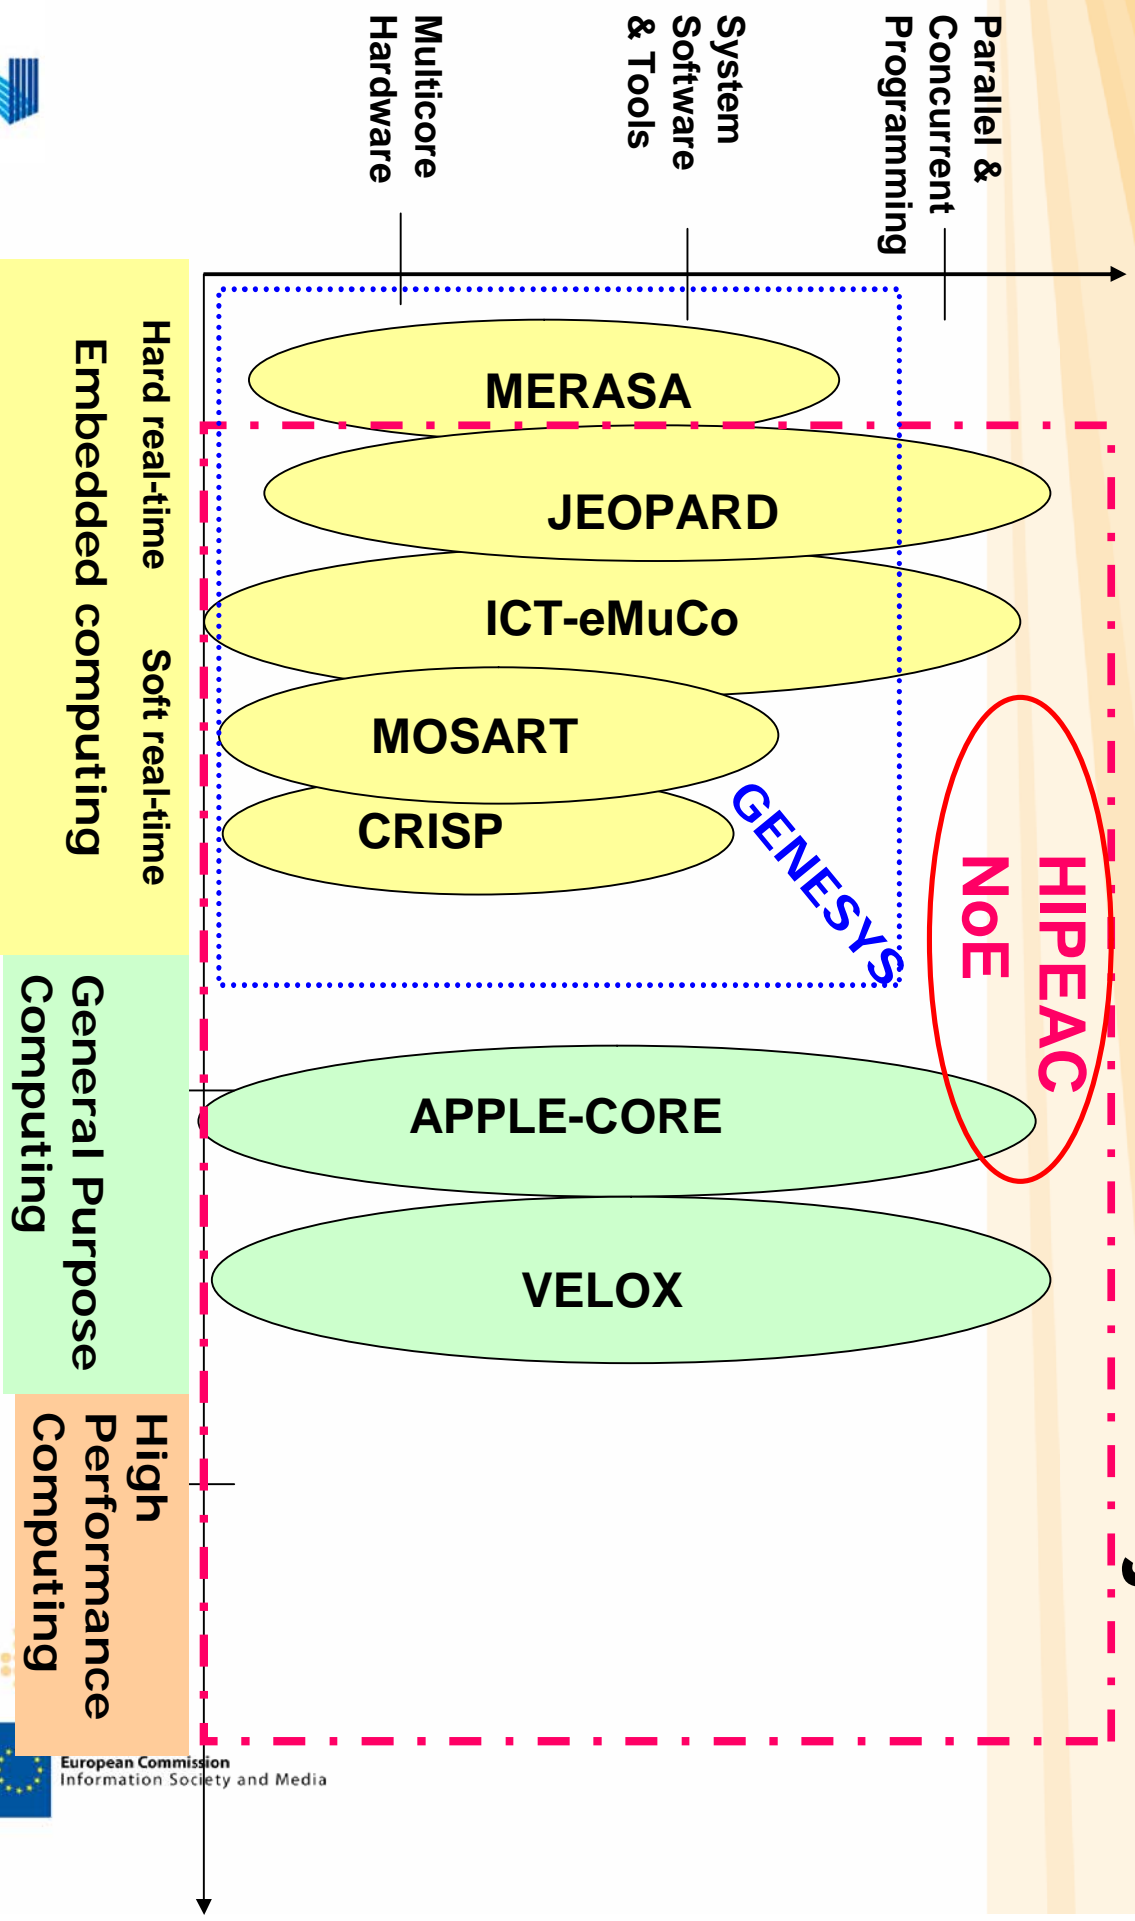 Parallel &
Concurrent
Programming
System
Software
& Tools
Multicore
Hardware
MERASA
JEOPARD
ICT-eMuCo
MOSART
CRISP
GENESYS
HIPEAC
NoE
APPLE-CORE
VELOX
Hard real-time
Soft real-time
Embedded computing
General Purpose
Computing
High
Performance
Computing
European Commission
Information Society and Media